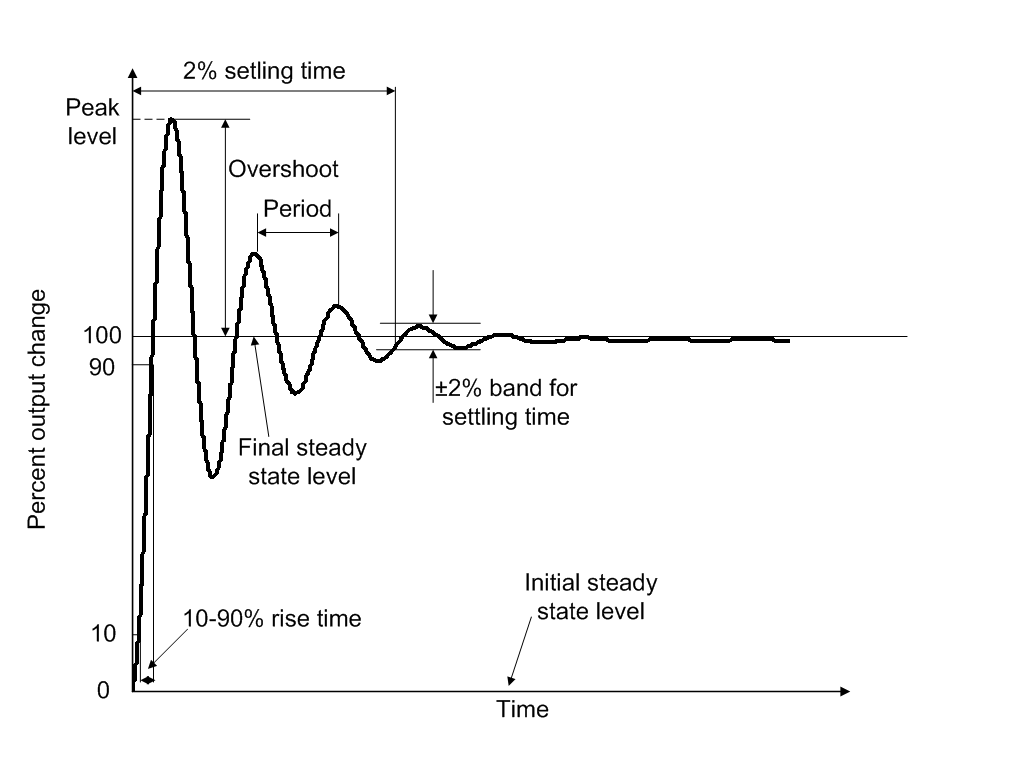 2% setling time
Peak
level
Overshoot
Period
100
90
±2% band for
settling time
Final steady
state level
Percent output change
Initial steady
state level
10-90% rise time
10
0
Time